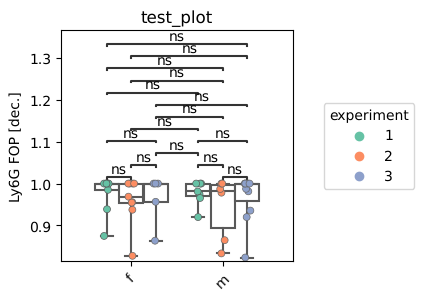 test_plot
Ly6G FOP [dec.]
1.3
1.2
1.1
1.0
0.9
ns
ns
ns
ns
ns
ns
ns
ns
ns ns
ns
ns ns
ns ns
f m
experiment
1
2
3